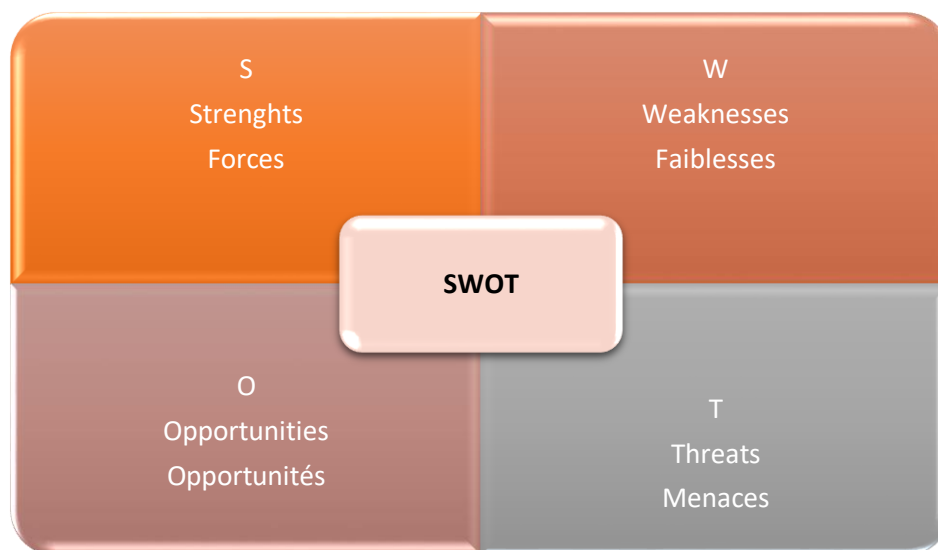 S
Strenghts
Forces
W
Weaknesses
Faiblesses
SWOT
O
Opportunities
Opportunités
T
Threats
Menaces